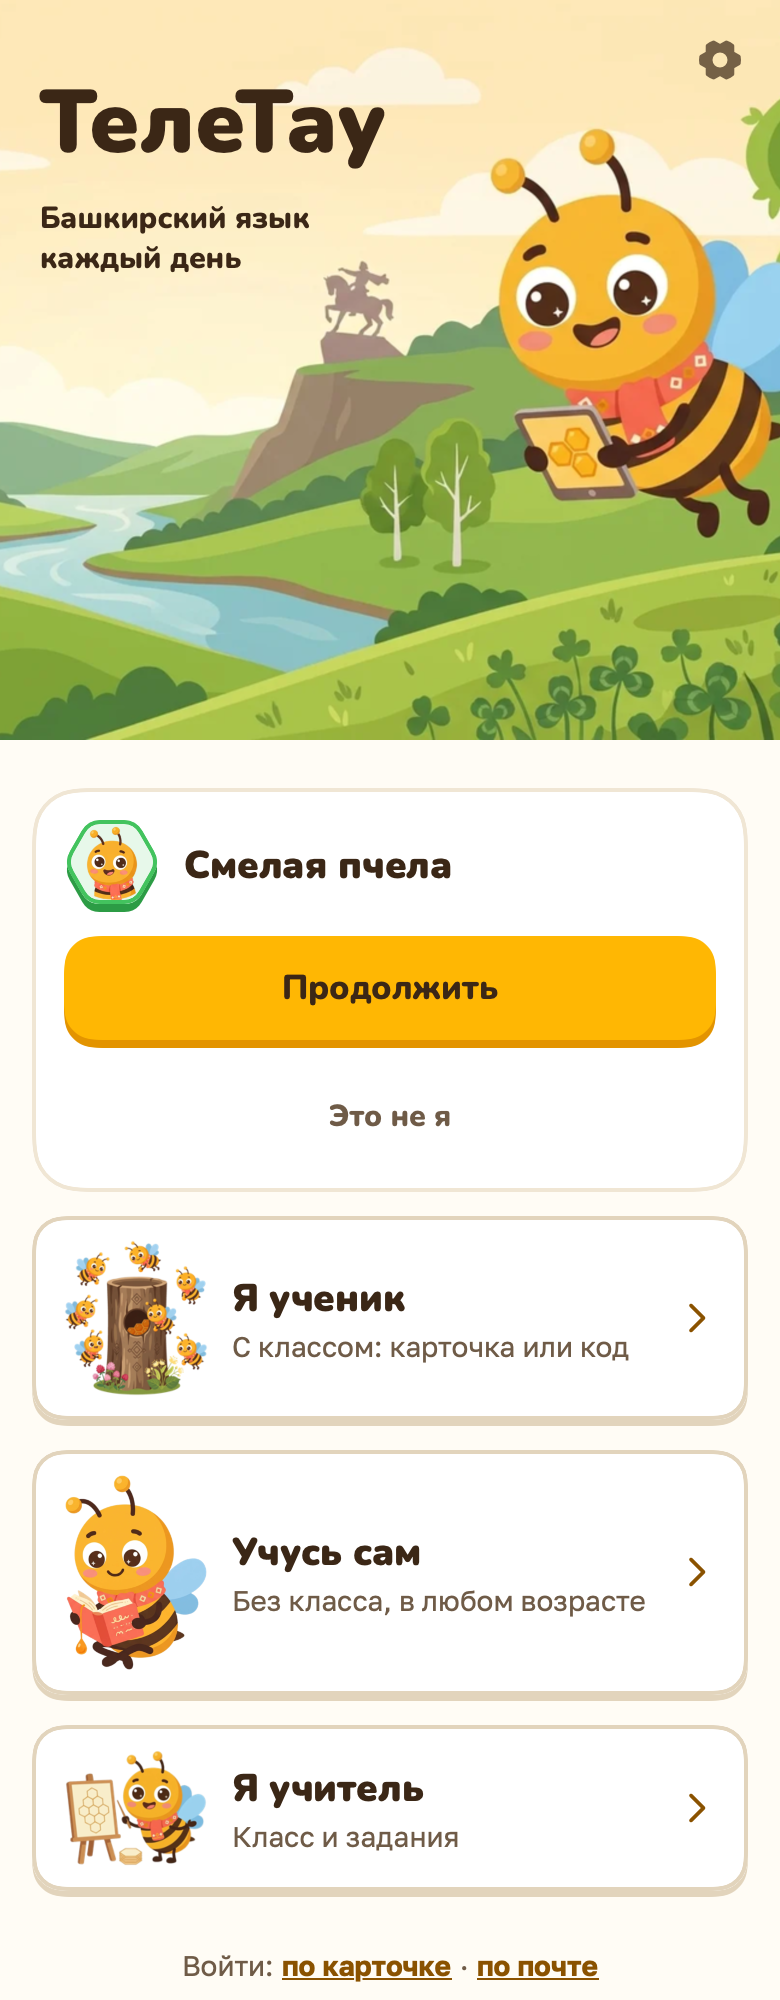 ТелеТау
Башкирский язык
каждый день
Смелая пчела
Продолжить
Это не я
Я ученик
С классом: карточка или код
Учусь сам
Без класса, в любом возрасте
Я учитель
Класс и задания
Войти: по карточке · по почте